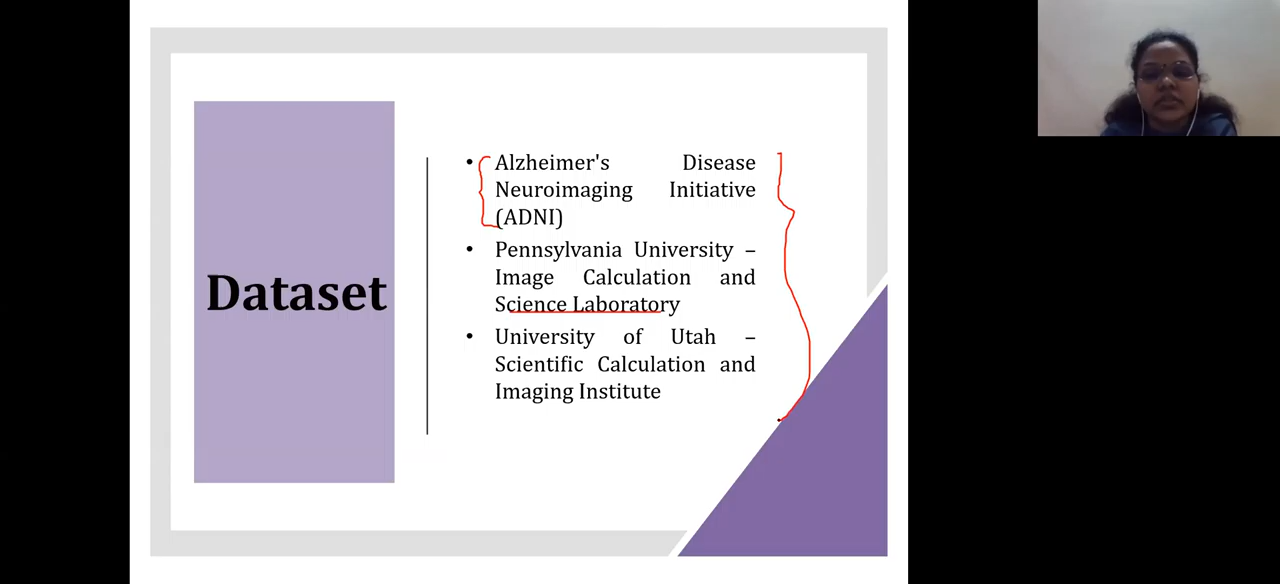 Dataset
• Alzheimer's Disease
Neuroimaging Initiative
(ADNI)
• Pennsylvania University –
Image Calculation and
Science Laboratory
• University of Utah –
Scientific Calculation and
Imaging Institute